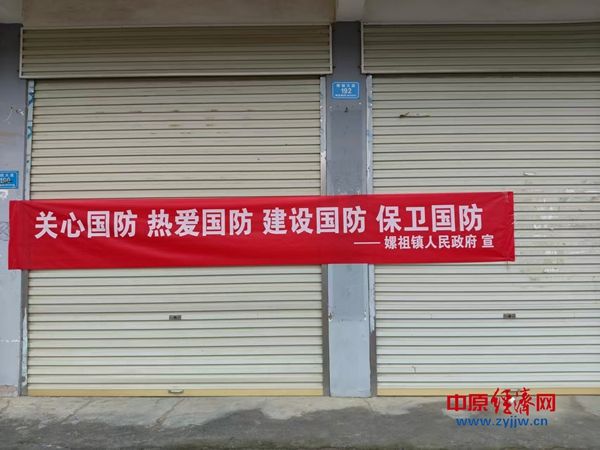 192
关心国防 热爱国防 建设国防 保卫国防
—— 嫘祖镇人民政府 宣
中原经济网
www.zyjjw.cn